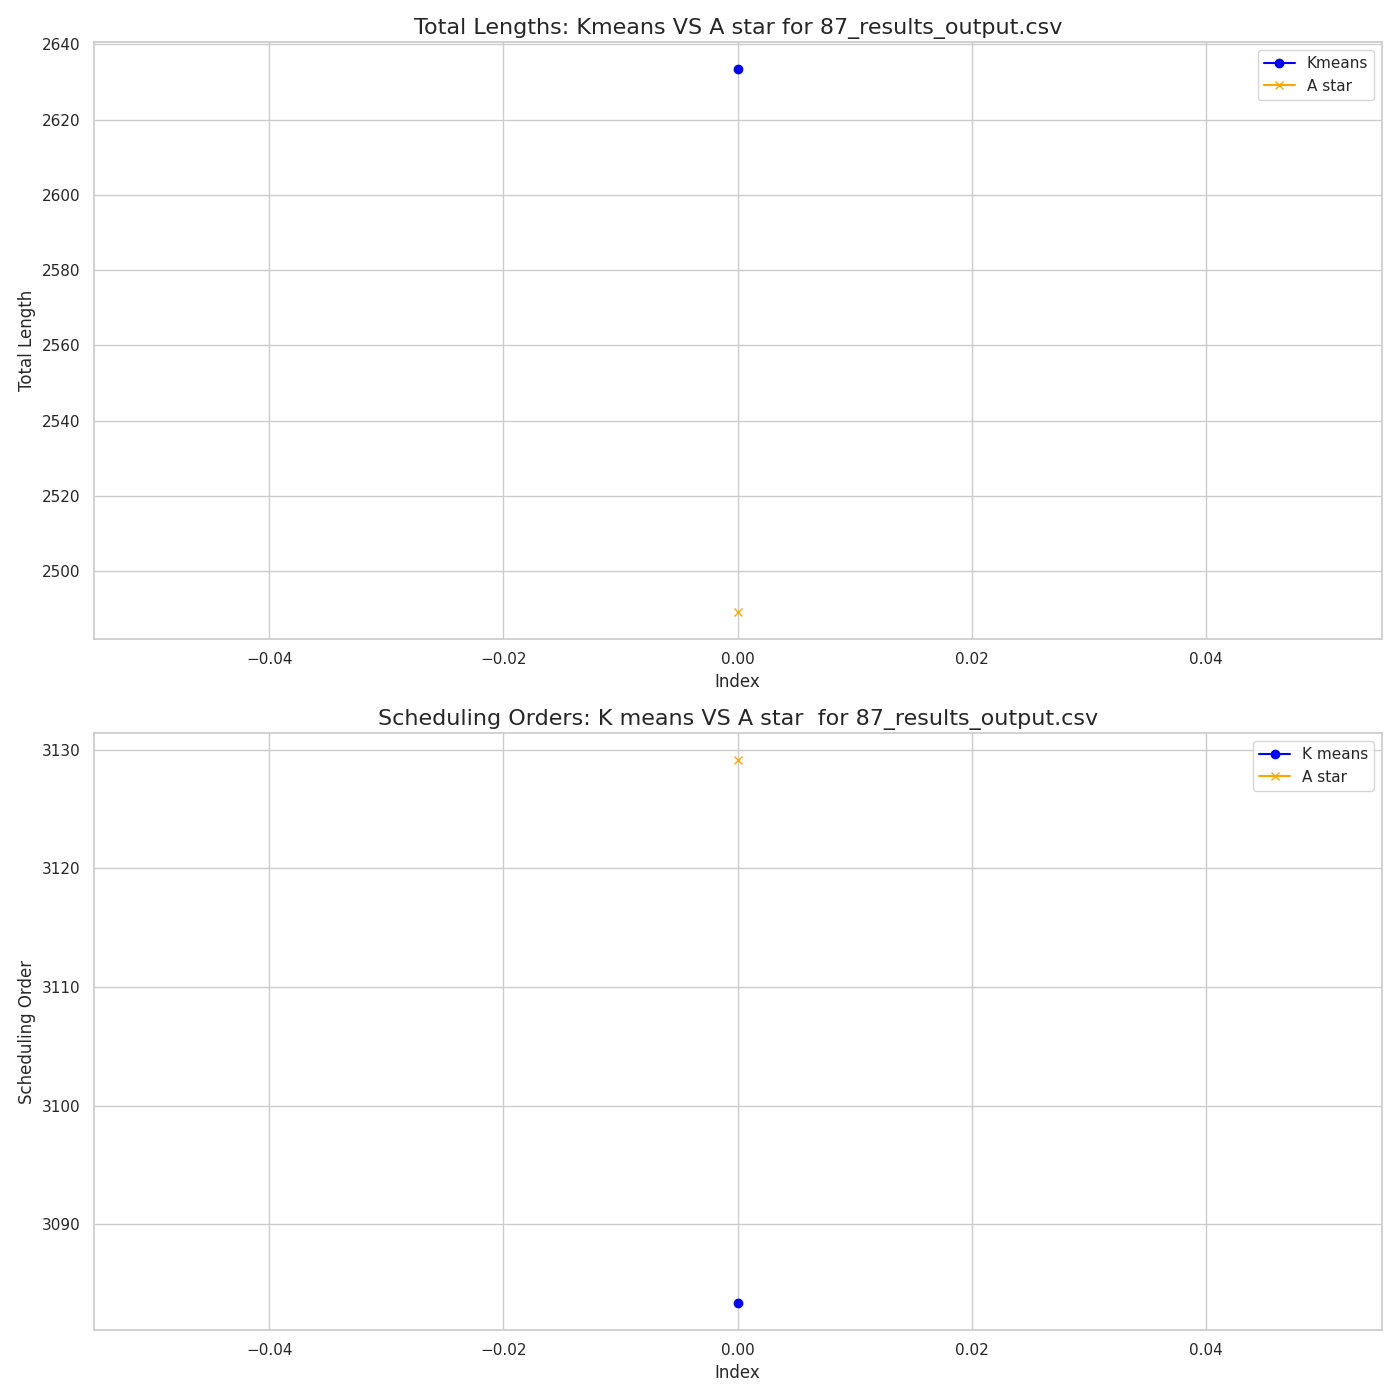 Total Lengths: Kmeans VS A star for 87_results_output.csv
2640
2620
2600
2580
2560
2540
2520
2500
Total Length
Kmeans
A star
−0.04
−0.02
0.00
0.02
0.04
Index
Scheduling Orders: K means VS A star  for 87_results_output.csv
3130
3120
3110
3100
3090
Scheduling Order
K means
A star
−0.04
−0.02
0.00
0.02
0.04
Index